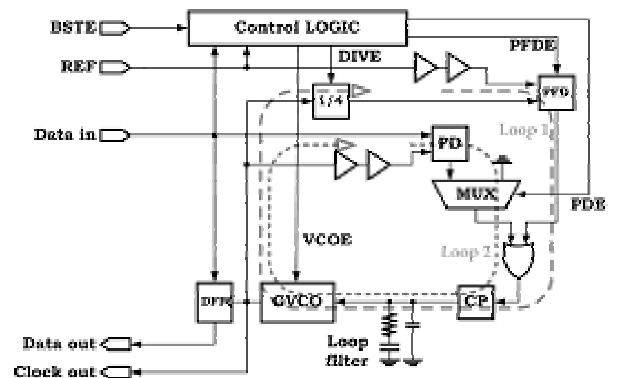 BSTE
Control LOGIC
REF
DIVE
PFDE
1/4
PFD
Data in
Loop 1
PD
MUX
PDE
VCOE
Loop 2
DFF
GVCO
CP
Data out
Loop
filter
Clock out